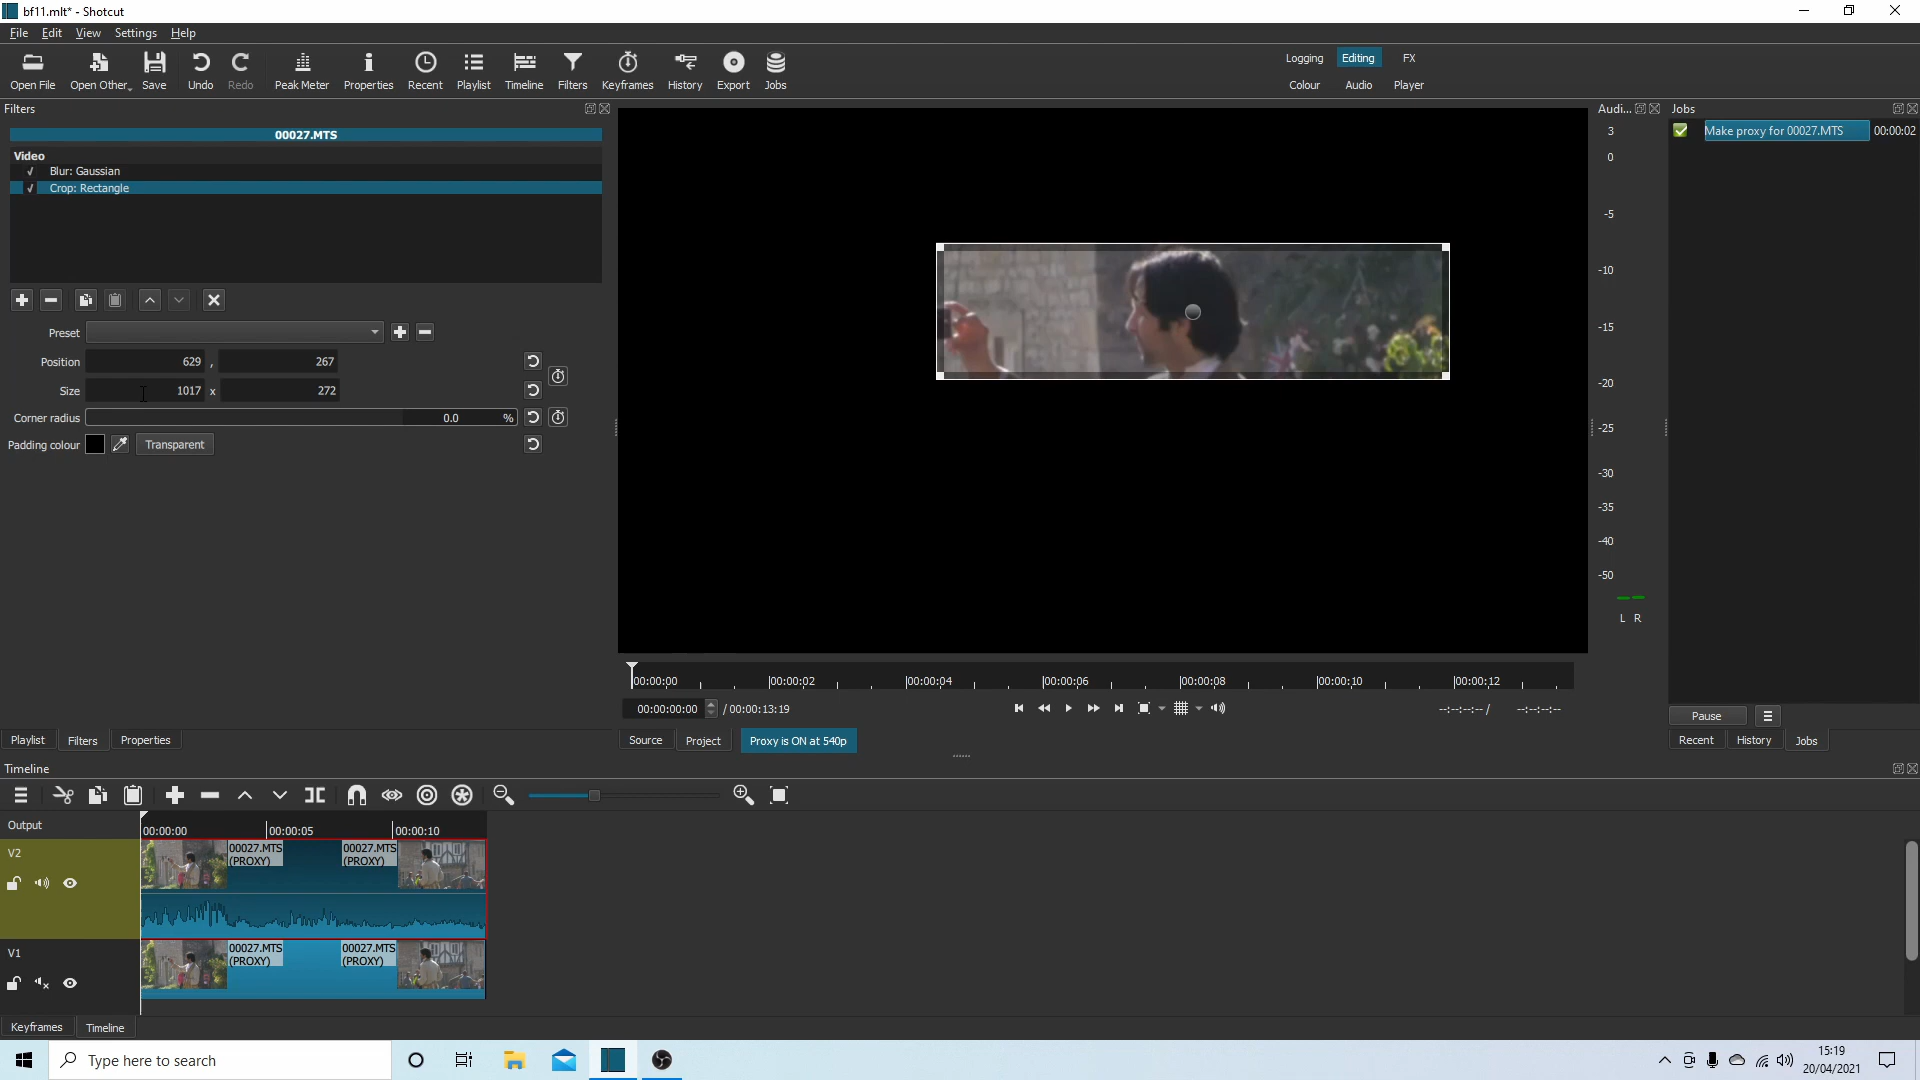 bf11.mlt* - Shotcut
File Edit View Settings Help
Open File Open Other... Save Undo Redo Peak Meter Properties Recent Playlist Timeline Filters Keyframes History Export Jobs
Logging Editing FX
Colour Audio Player
Filters
00027.MTS
Video
✓ Blur: Gaussian
✓ Crop: Rectangle
Preset
Position 629 , 267
Size 1017 x 272
Corner radius 0.0 %
Padding colour Transparent
Playlist Filters Properties
00:00:00 00:00:02 00:00:04 00:00:06 00:00:08 00:00:10 00:00:12
00:00:00:00 / 00:00:13:19
--:--:--:-- / --:--:--:--
Source Project Proxy is ON at 540p
Audi...
3
0
-5
-10
-15
-20
-25
-30
-35
-40
-50
L R
Jobs
Make proxy for 00027.MTS 00:00:02
Pause
Recent History Jobs
Timeline
Output
00:00:00 00:00:05 00:00:10
V2
00027.MTS
(PROXY)
00027.MTS
(PROXY)
V1
00027.MTS
(PROXY)
00027.MTS
(PROXY)
Keyframes Timeline
Type here to search
15:19
20/04/2021